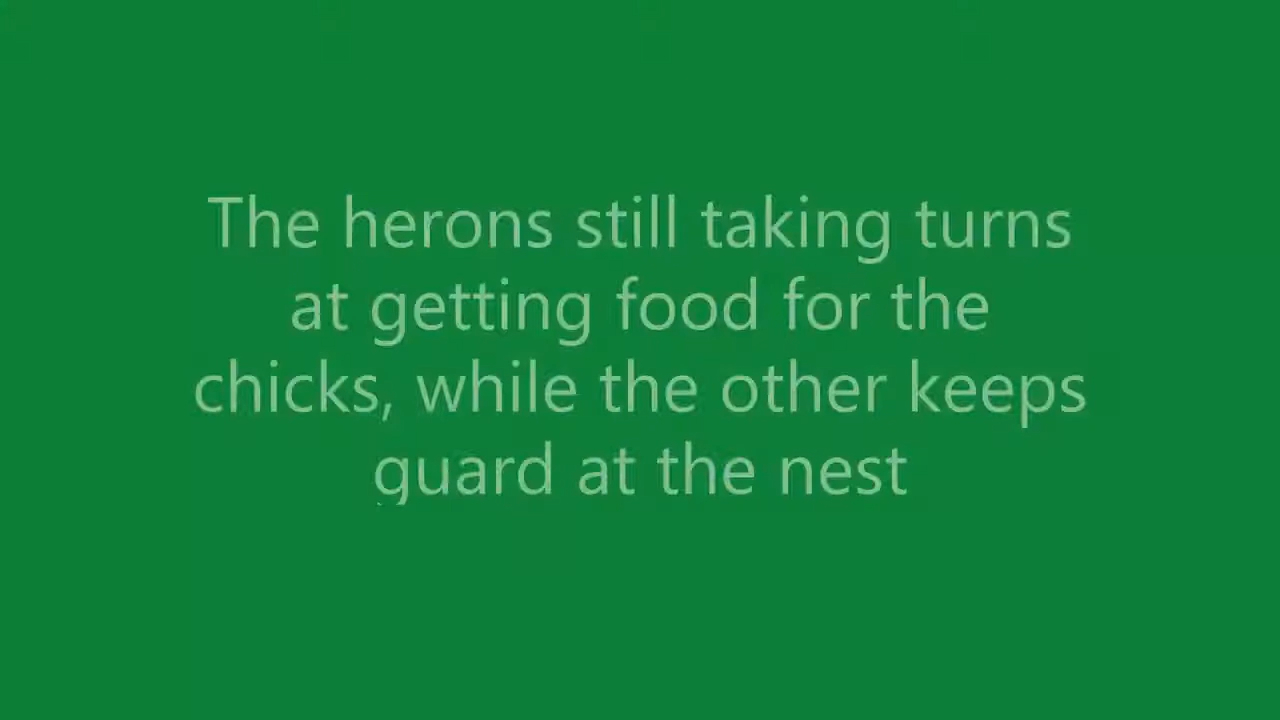 The herons still taking turns
at getting food for the
chicks, while the other keeps
guard at the nest